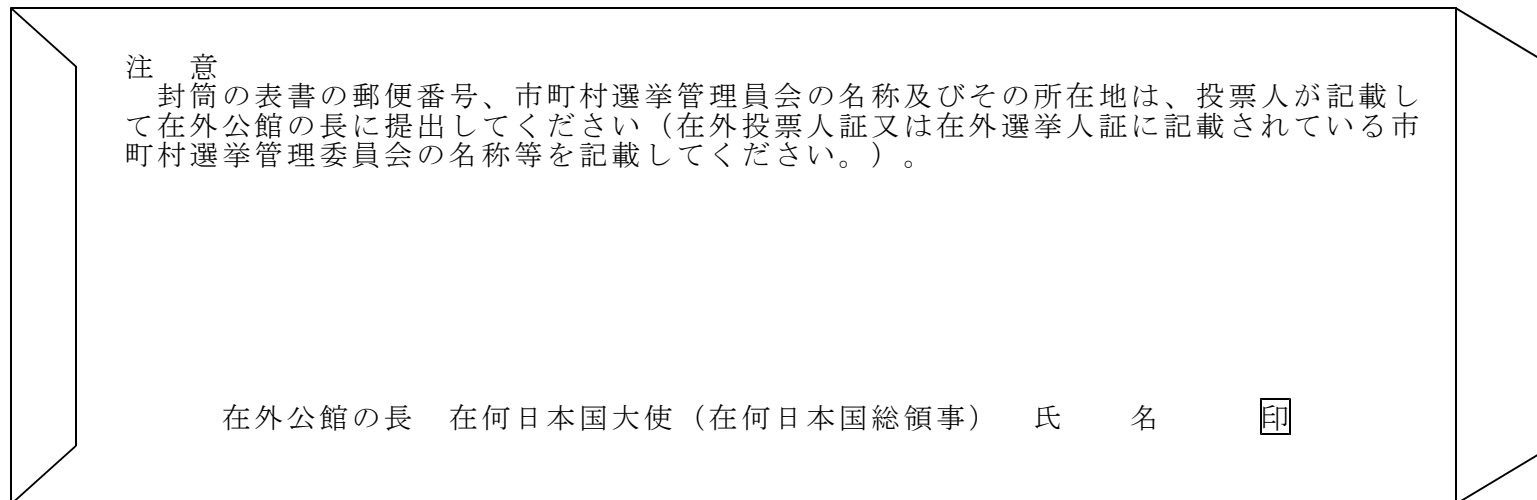 注　意
　封筒の表書の郵便番号、市町村選挙管理員会の名称及びその所在地は、投票人が記載し
て在外公館の長に提出してください（在外投票人証又は在外選挙人証に記載されている市
町村選挙管理委員会の名称等を記載してください。）。
在外公館の長　在何日本国大使（在何日本国総領事）　氏　　名　　　印